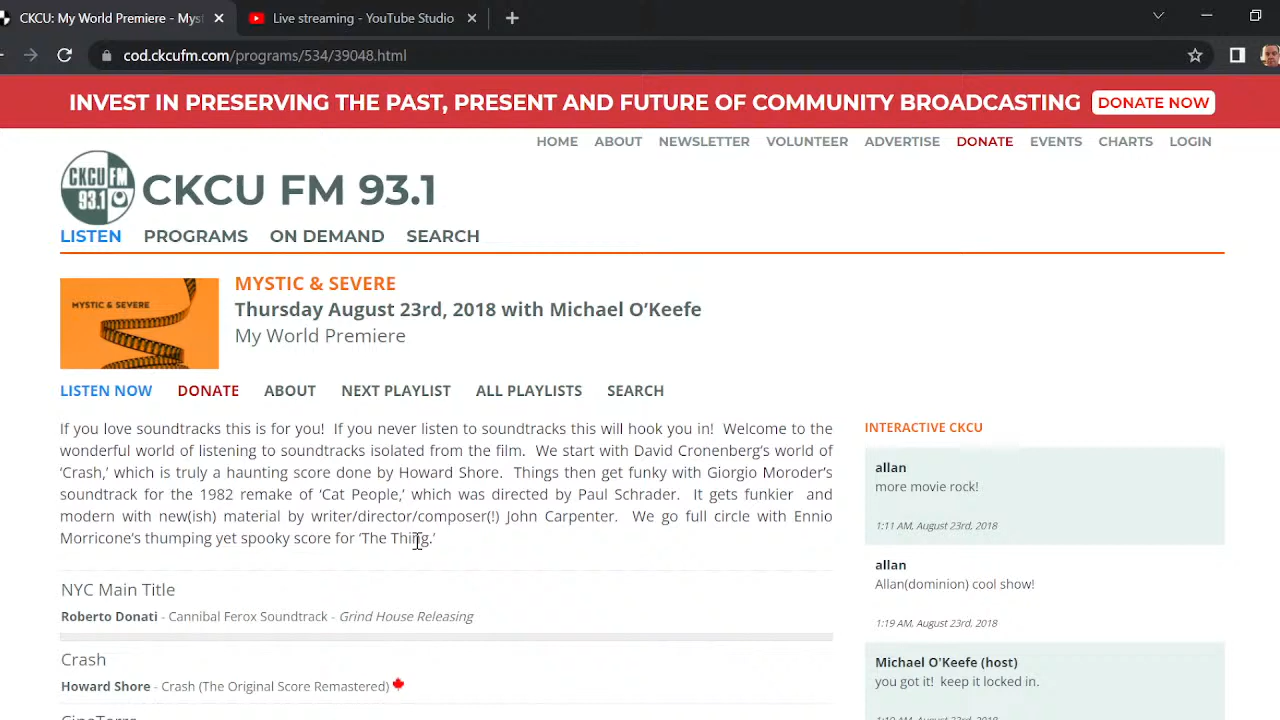 CKCU: My World Premiere - Mys
Live streaming - YouTube Studio
cod.ckcufm.com/programs/534/39048.html
INVEST IN PRESERVING THE PAST, PRESENT AND FUTURE OF COMMUNITY BROADCASTING DONATE NOW
HOME ABOUT NEWSLETTER VOLUNTEER ADVERTISE DONATE EVENTS CHARTS LOGIN
CKCU FM
93.1
CKCU FM 93.1
LISTEN PROGRAMS ON DEMAND SEARCH
MYSTIC & SEVERE
MYSTIC & SEVERE
Thursday August 23rd, 2018 with Michael O'Keefe
My World Premiere
LISTEN NOW DONATE ABOUT NEXT PLAYLIST ALL PLAYLISTS SEARCH
If you love soundtracks this is for you! If you never listen to soundtracks this will hook you in! Welcome to the
wonderful world of listening to soundtracks isolated from the film. We start with David Cronenberg's world of
‘Crash,’ which is truly a haunting score done by Howard Shore. Things then get funky with Giorgio Moroder's
soundtrack for the 1982 remake of ‘Cat People,’ which was directed by Paul Schrader. It gets funkier and
modern with new(ish) material by writer/director/composer(!) John Carpenter. We go full circle with Ennio
Morricone's thumping yet spooky score for ‘The Thing.’
NYC Main Title
Roberto Donati - Cannibal Ferox Soundtrack - Grind House Releasing
Crash
Howard Shore - Crash (The Original Score Remastered)
INTERACTIVE CKCU
allan
more movie rock!
1:11 AM, August 23rd, 2018
allan
Allan(dominion) cool show!
1:19 AM, August 23rd, 2018
Michael O'Keefe (host)
you got it! keep it locked in.